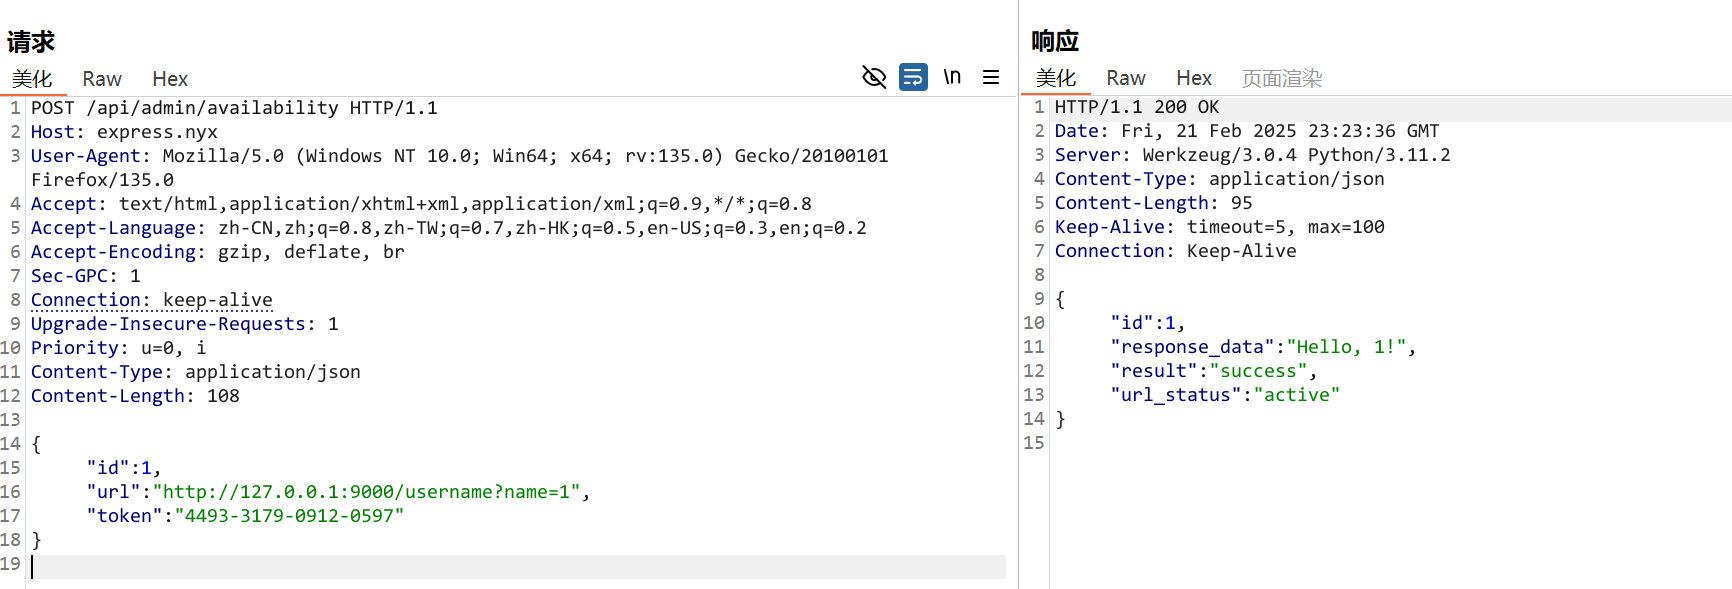 请求
美化 Raw Hex \n
1 POST /api/admin/availability HTTP/1.1
2 Host: express.nyx
3 User-Agent: Mozilla/5.0 (Windows NT 10.0; Win64; x64; rv:135.0) Gecko/20100101
Firefox/135.0
4 Accept: text/html,application/xhtml+xml,application/xml;q=0.9,*/*;q=0.8
5 Accept-Language: zh-CN,zh;q=0.8,zh-TW;q=0.7,zh-HK;q=0.5,en-US;q=0.3,en;q=0.2
6 Accept-Encoding: gzip, deflate, br
7 Sec-GPC: 1
8 Connection: keep-alive
9 Upgrade-Insecure-Requests: 1
10 Priority: u=0, i
11 Content-Type: application/json
12 Content-Length: 108
13
14 {
15 "id":1,
16 "url":"http://127.0.0.1:9000/username?name=1",
17 "token":"4493-3179-0912-0597"
18 }
19
响应
美化 Raw Hex 页面渲染
1 HTTP/1.1 200 OK
2 Date: Fri, 21 Feb 2025 23:23:36 GMT
3 Server: Werkzeug/3.0.4 Python/3.11.2
4 Content-Type: application/json
5 Content-Length: 95
6 Keep-Alive: timeout=5, max=100
7 Connection: Keep-Alive
8
9 {
10 "id":1,
11 "response_data":"Hello, 1!",
12 "result":"success",
13 "url_status":"active"
14 }
15